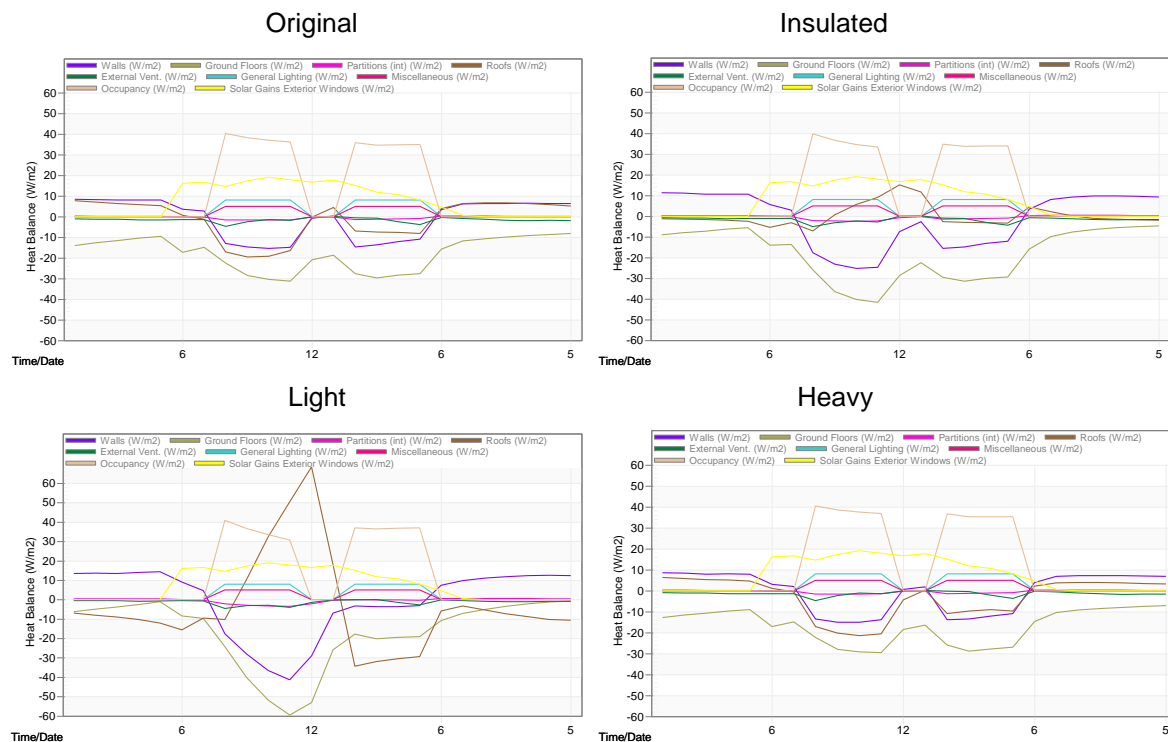 Original
Walls (W/m2) Ground Floors (W/m2) Partitions (int) (W/m2) Roofs (W/m2)
External Vent. (W/m2) General Lighting (W/m2) Miscellaneous (W/m2)
Occupancy (W/m2) Solar Gains Exterior Windows (W/m2)
Heat Balance (W/m2)
60
50
40
30
20
10
0
-10
-20
-30
-40
-50
-60
6 12 6 5
Time/Date
Insulated
Walls (W/m2) Ground Floors (W/m2) Partitions (int) (W/m2) Roofs (W/m2)
External Vent. (W/m2) General Lighting (W/m2) Miscellaneous (W/m2)
Occupancy (W/m2) Solar Gains Exterior Windows (W/m2)
Heat Balance (W/m2)
60
50
40
30
20
10
0
-10
-20
-30
-40
-50
-60
6 12 6 5
Time/Date
Light
Walls (W/m2) Ground Floors (W/m2) Partitions (int) (W/m2) Roofs (W/m2)
External Vent. (W/m2) General Lighting (W/m2) Miscellaneous (W/m2)
Occupancy (W/m2) Solar Gains Exterior Windows (W/m2)
Heat Balance (W/m2)
60
50
40
30
20
10
0
-10
-20
-30
-40
-50
-60
6 12 6 5
Time/Date
Heavy
Walls (W/m2) Ground Floors (W/m2) Partitions (int) (W/m2) Roofs (W/m2)
External Vent. (W/m2) General Lighting (W/m2) Miscellaneous (W/m2)
Occupancy (W/m2) Solar Gains Exterior Windows (W/m2)
Heat Balance (W/m2)
60
50
40
30
20
10
0
-10
-20
-30
-40
-50
-60
6 12 6 5
Time/Date